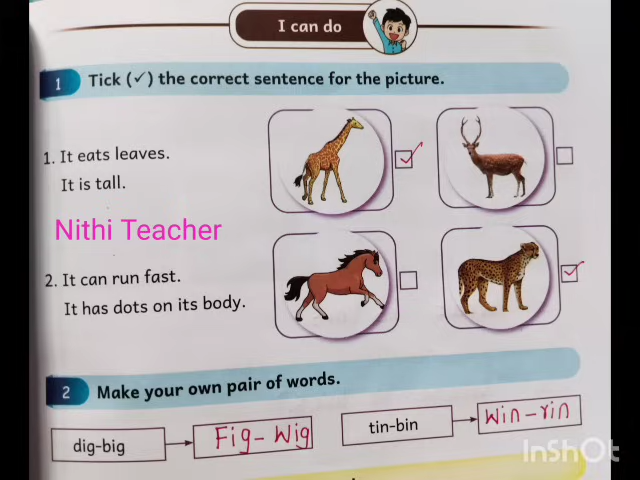 I can do
1 Tick (✓) the correct sentence for the picture.
1. It eats leaves.
It is tall.
Nithi Teacher
2. It can run fast.
It has dots on its body.
2 Make your own pair of words.
dig-big
Fig - Wig
tin-bin
Win - rin
InShOt